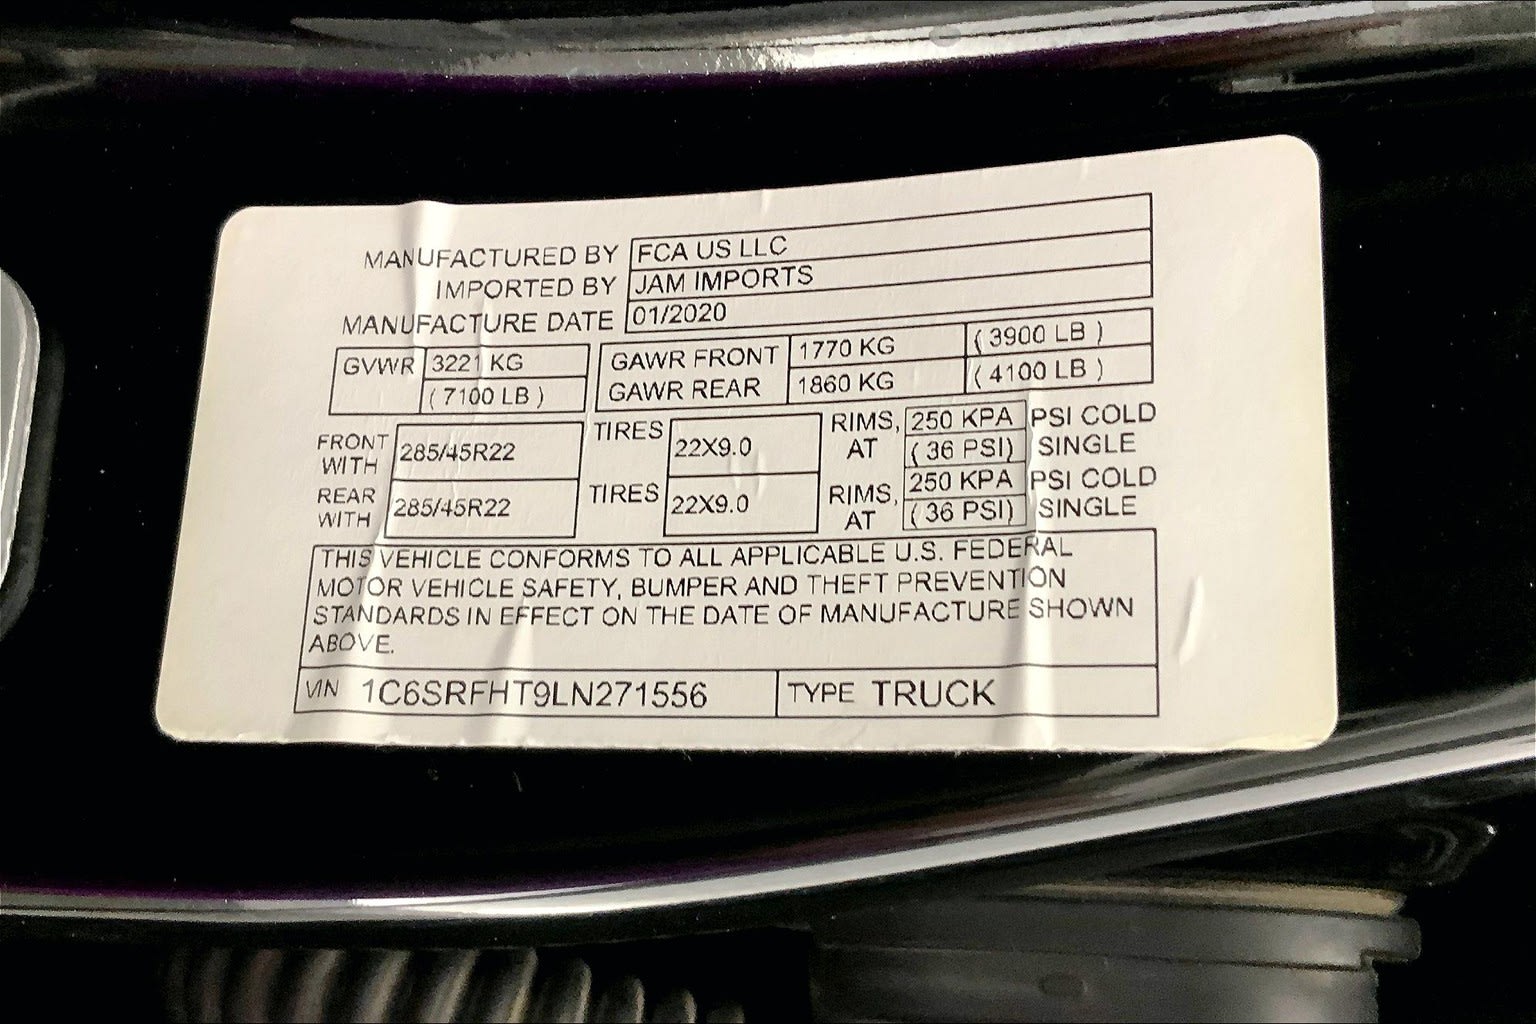 MANUFACTURED BY FCA US LLC
IMPORTED BY JAM IMPORTS
MANUFACTURE DATE 01/2020
GVWR 3221 KG (7100 LB) GAWR FRONT 1770 KG (3900 LB)
GAWR REAR 1860 KG (4100 LB)
FRONT WITH 285/45R22 TIRES 22X9.0 RIMS, AT 250 KPA (36 PSI) PSI COLD SINGLE
REAR WITH 285/45R22 TIRES 22X9.0 RIMS, AT 250 KPA (36 PSI) PSI COLD SINGLE
THIS VEHICLE CONFORMS TO ALL APPLICABLE U.S. FEDERAL
MOTOR VEHICLE SAFETY, BUMPER AND THEFT PREVENTION
STANDARDS IN EFFECT ON THE DATE OF MANUFACTURE SHOWN
ABOVE.
VIN 1C6SRFHT9LN271556 TYPE TRUCK